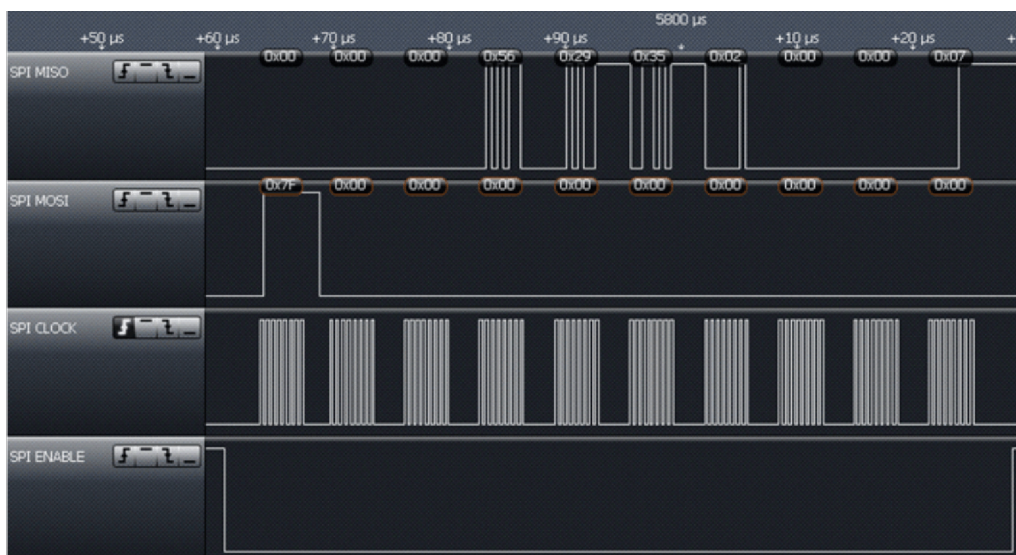 5800 µs
+50 µs +60 µs +70 µs +80 µs +90 µs +10 µs +20 µs +
0x00 0x00 0x00 0x56 0x29 0x35 0x02 0x00 0x00 0x07
SPI MISO
0x7F 0x00 0x00 0x00 0x00 0x00 0x00 0x00 0x00 0x00
SPI MOSI
SPI CLOCK
SPI ENABLE